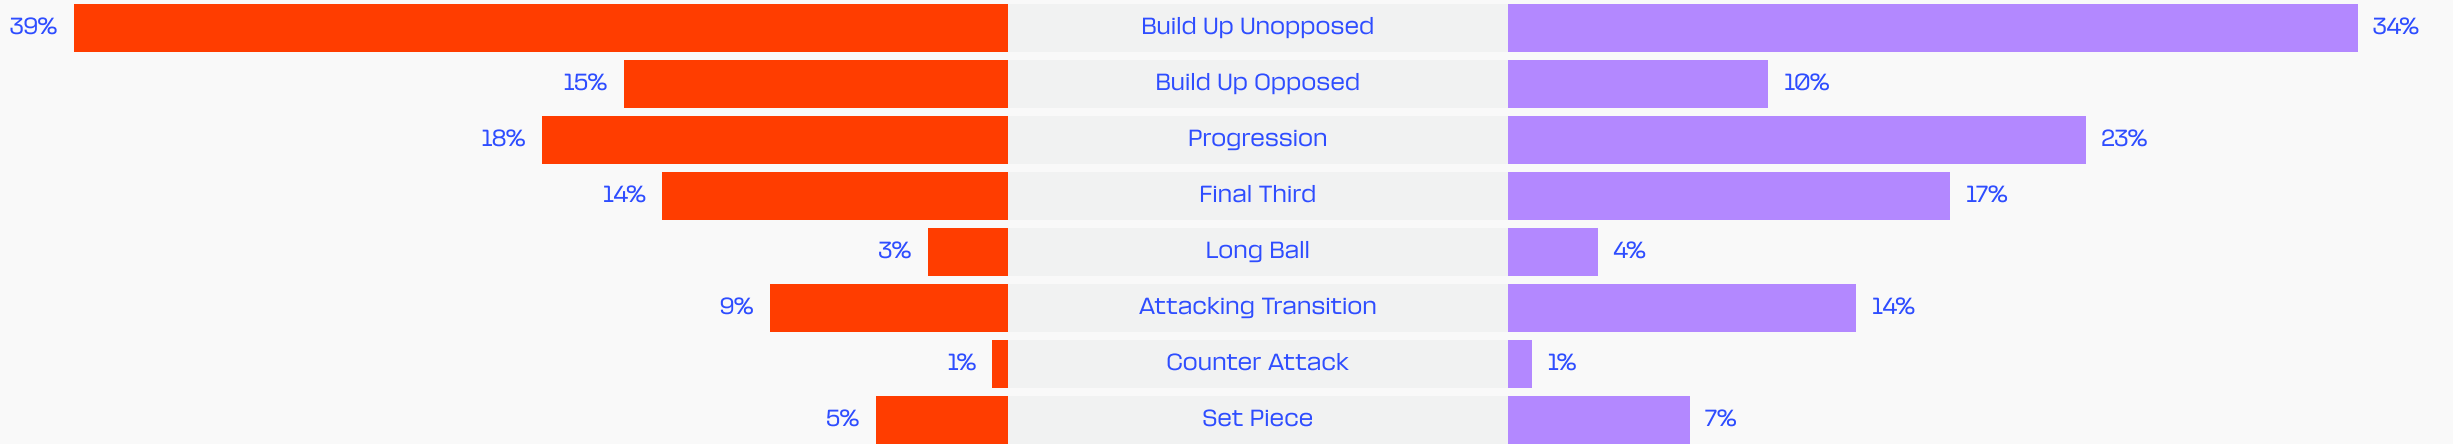 39% Build Up Unopposed 34%
15% Build Up Opposed 10%
18% Progression 23%
14% Final Third 17%
3% Long Ball 4%
9% Attacking Transition 14%
1% Counter Attack 1%
5% Set Piece 7%